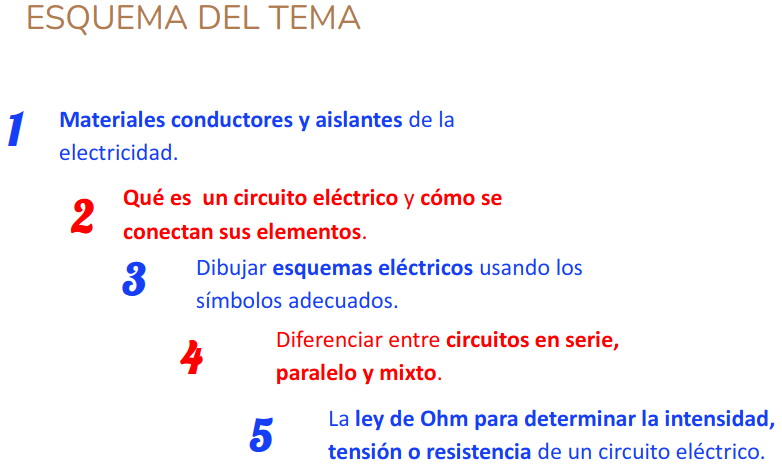 ESQUEMA DEL TEMA
1 Materiales conductores y aislantes de la
electricidad.
2 Qué es un circuito eléctrico y cómo se
conectan sus elementos.
3 Dibujar esquemas eléctricos usando los
símbolos adecuados.
4 Diferenciar entre circuitos en serie,
paralelo y mixto.
5 La ley de Ohm para determinar la intensidad,
tensión o resistencia de un circuito eléctrico.